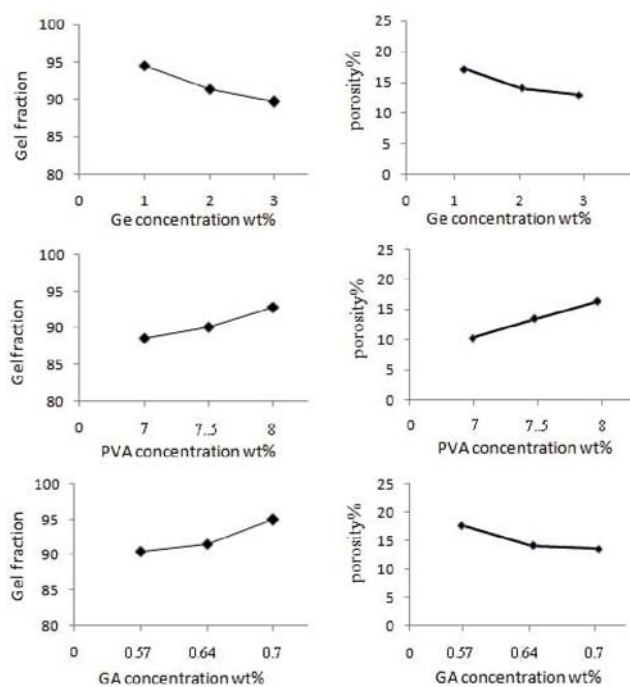 100
95
90
85
80
Gel fraction
0 1 2 3
Ge concentration wt%
25
20
15
10
5
0
porosity%
0 1 2 3
Ge concentration wt%
100
95
90
85
80
Gelfraction
0 7 7.5 8
PVA concentration wt%
25
20
15
10
5
0
porosity%
0 7 7..5 8
PVA concentration wt%
100
95
90
85
80
Gel fraction
0 0.57 0.64 0.7
GA concentration wt%
25
20
15
10
5
0
porosity%
0 0.57 0.64 0.7
GA concentration wt%